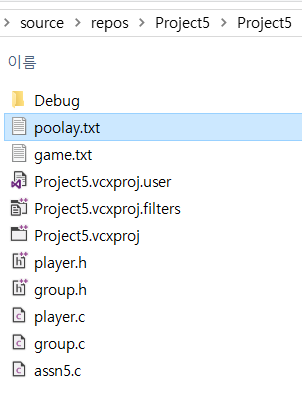 source > repos > Project5 > Project5
이름
Debug
poolay.txt
game.txt
Project5.vcxproj.user
Project5.vcxproj.filters
Project5.vcxproj
player.h
group.h
player.c
group.c
assn5.c